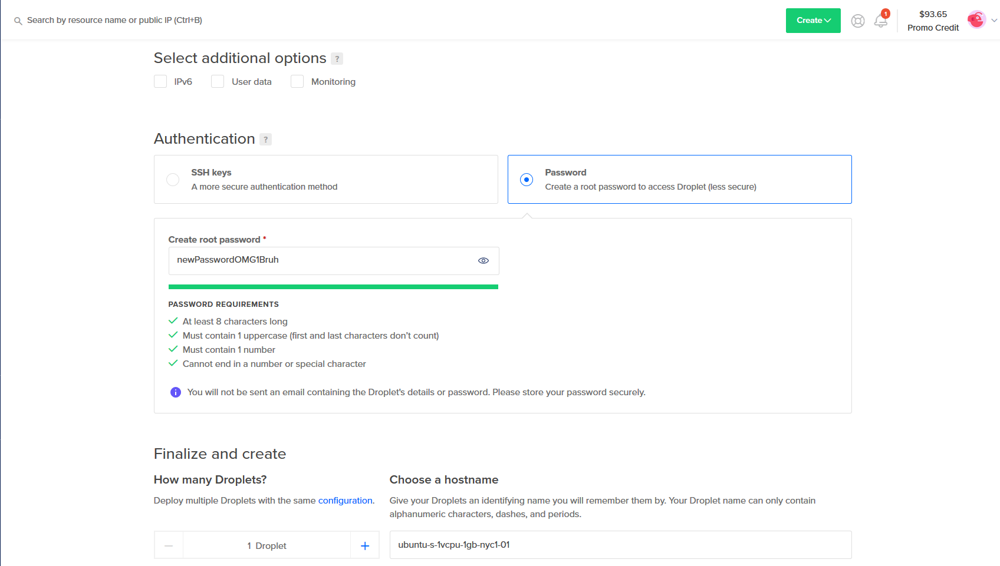 Search by resource name or public IP (Ctrl+B)
Create
1
$93.65
Promo Credit
Select additional options ?
IPv6 User data Monitoring
Authentication ?
SSH keys
A more secure authentication method
Password
Create a root password to access Droplet (less secure)
Create root password *
newPasswordOMG1Bruh
PASSWORD REQUIREMENTS
At least 8 characters long
Must contain 1 uppercase (first and last characters don't count)
Must contain 1 number
Cannot end in a number or special character
You will not be sent an email containing the Droplet's details or password. Please store your password securely.
Finalize and create
How many Droplets?
Deploy multiple Droplets with the same configuration.
1 Droplet
Choose a hostname
Give your Droplets an identifying name you will remember them by. Your Droplet name can only contain
alphanumeric characters, dashes, and periods.
ubuntu-s-1vcpu-1gb-nyc1-01